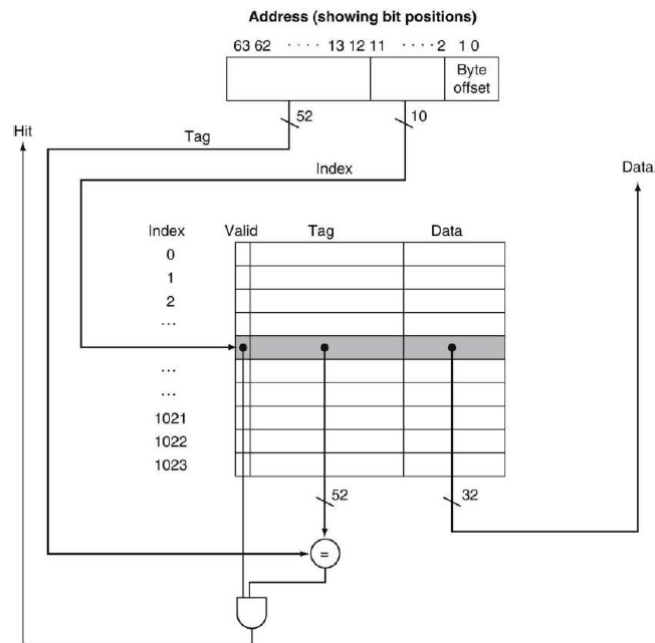 Address (showing bit positions)
63 62 · · · · 13 12 11 · · · · 2 1 0
Byte
offset
52
10
Hit
Tag
Index
Data
Index Valid Tag Data
0
1
2
...
...
...
1021
1022
1023
52
32
=